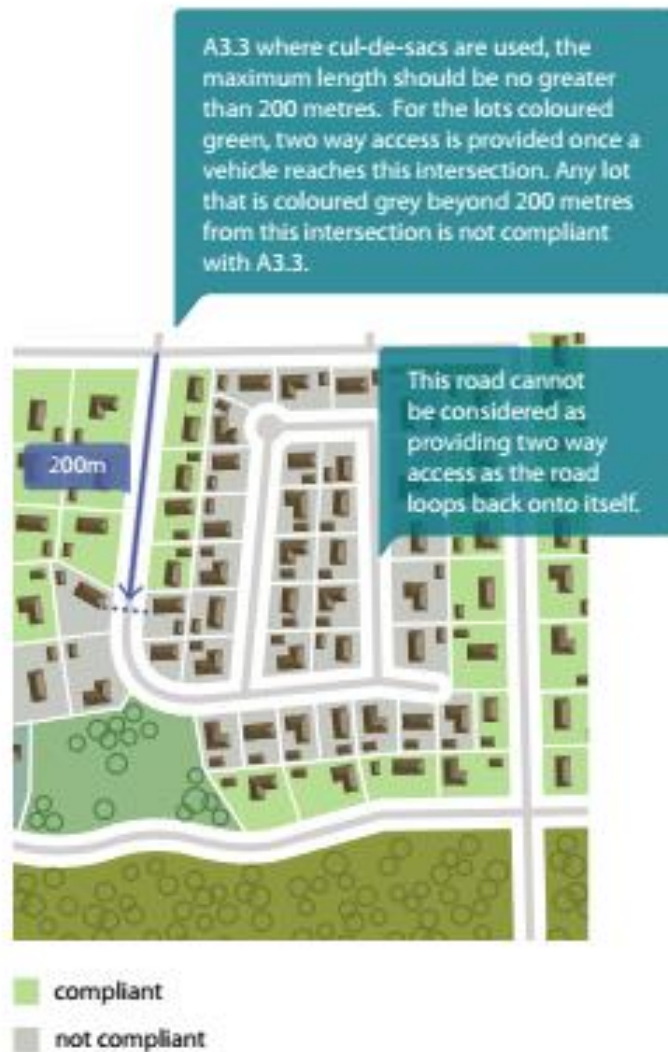 A3.3 where cul-de-sacs are used, the
maximum length should be no greater
than 200 metres. For the lots coloured
green, two way access is provided once a
vehicle reaches this intersection. Any lot
that is coloured grey beyond 200 metres
from this intersection is not compliant
with A3.3.
This road cannot
be considered as
providing two way
access as the road
loops back onto itself.
200m
compliant
not compliant